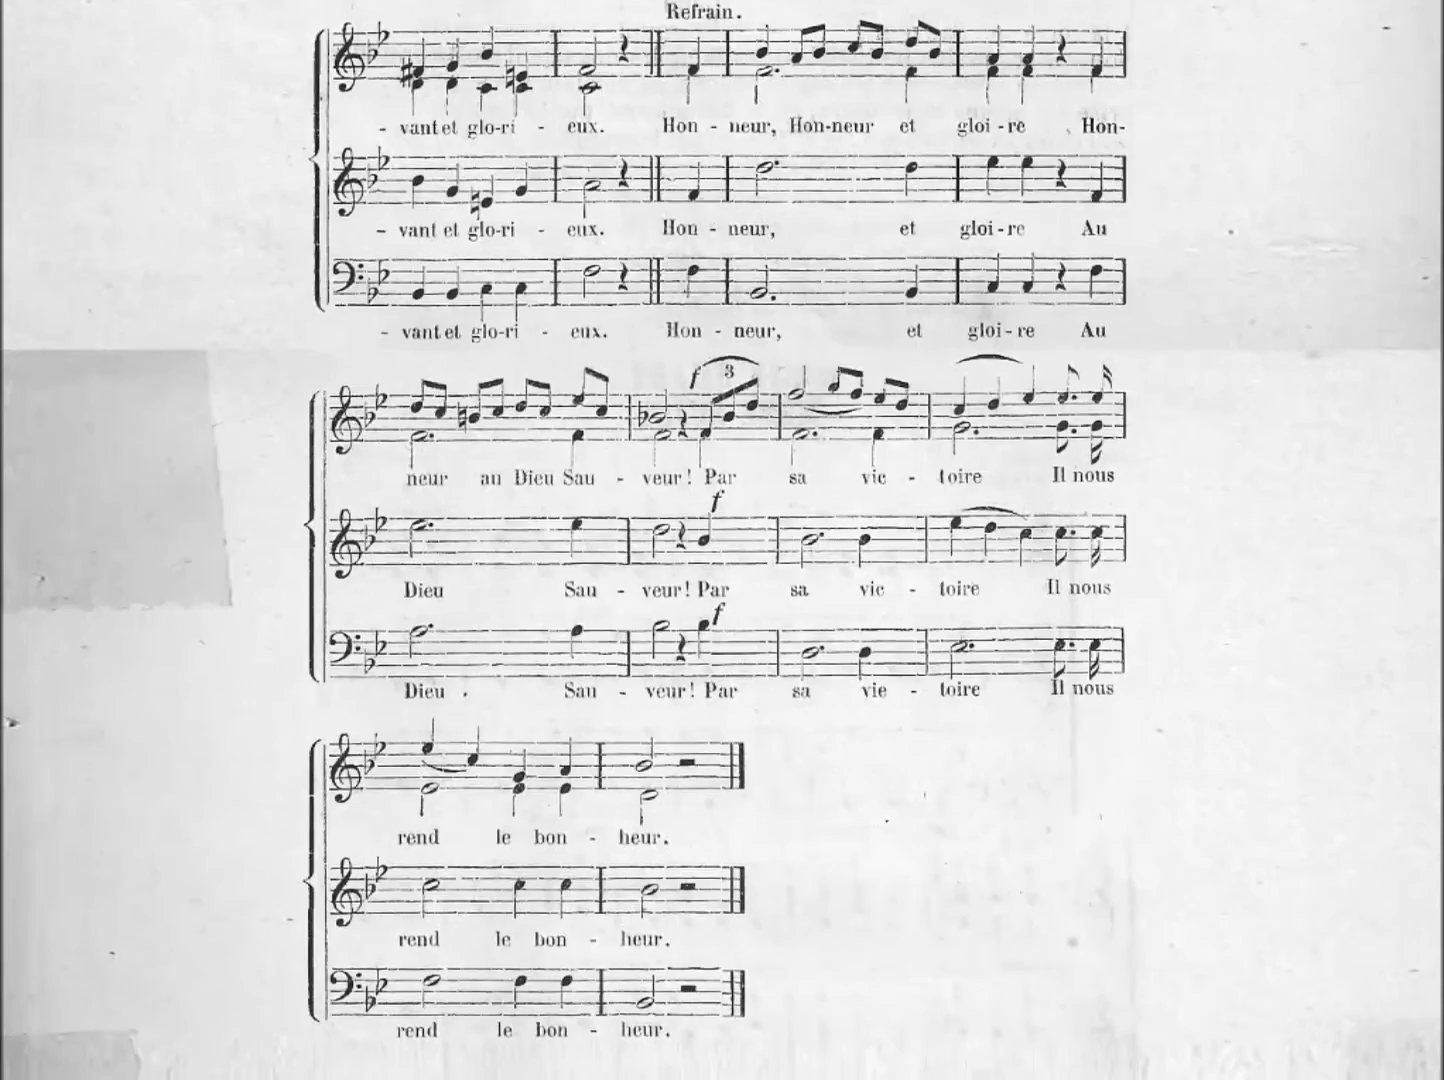 Refrain.
- vant et glo-ri - eux. Hon - neur, Hon-neur et gloi-re Hon-
- vant et glo-ri - eux. Hon - neur, et gloi-re Au
- vant et glo-ri - eux. Hon - neur, et gloi-re Au
f 3
neur au Dieu Sau - veur! Par sa vic - toire Il nous
f
Dieu Sau - veur! Par sa vic - toire Il nous
f
Dieu . Sau - veur! Par sa vie - toire Il nous
rend le bon - heur.
rend le bon - heur.
rend le bon - heur.